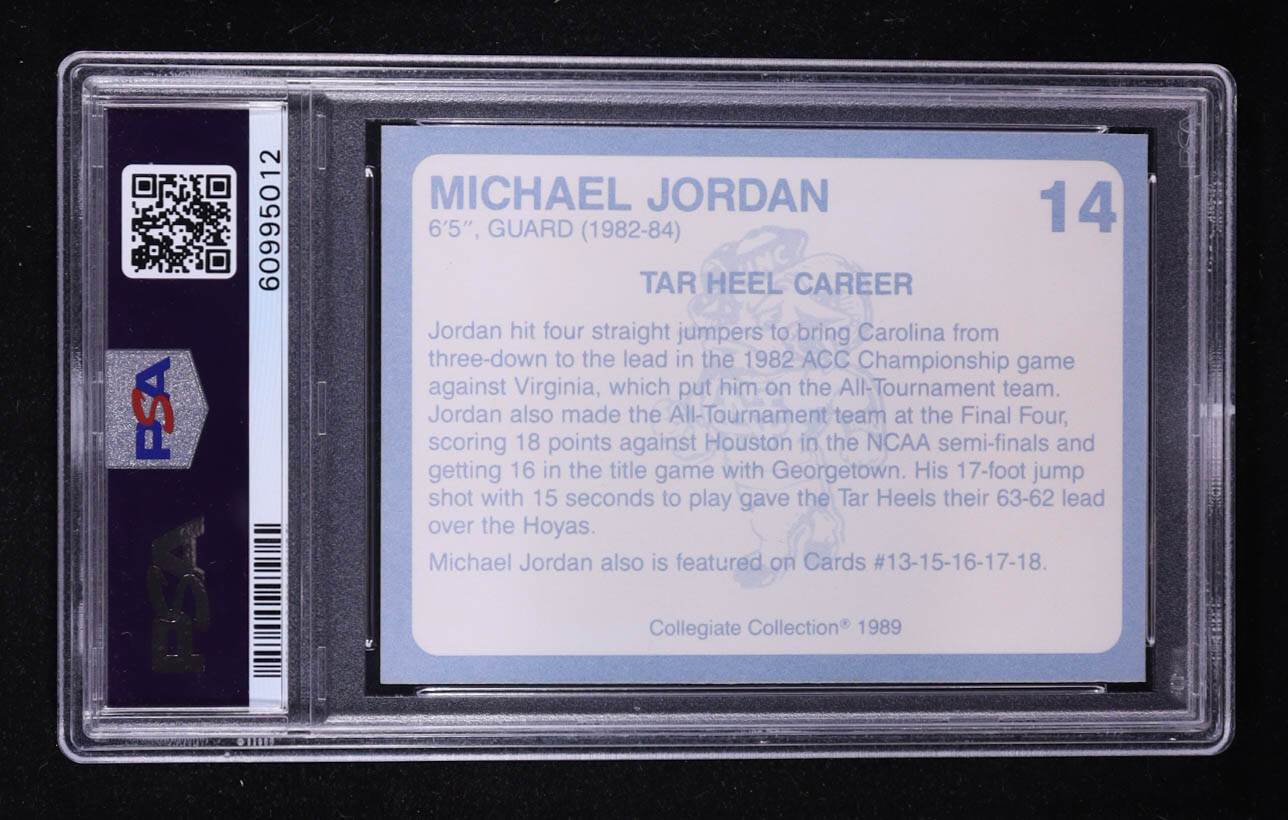 MICHAEL JORDAN
14
6'5", GUARD (1982-84)
TAR HEEL CAREER
Jordan hit four straight jumpers to bring Carolina from
three-down to the lead in the 1982 ACC Championship game
against Virginia, which put him on the All-Tournament team.
Jordan also made the All-Tournament team at the Final Four,
scoring 18 points against Houston in the NCAA semi-finals and
getting 16 in the title game with Georgetown. His 17-foot jump
shot with 15 seconds to play gave the Tar Heels their 63-62 lead
over the Hoyas.
Michael Jordan also is featured on Cards #13-15-16-17-18.
Collegiate Collection® 1989
UNC
60995012
PSA
PSA